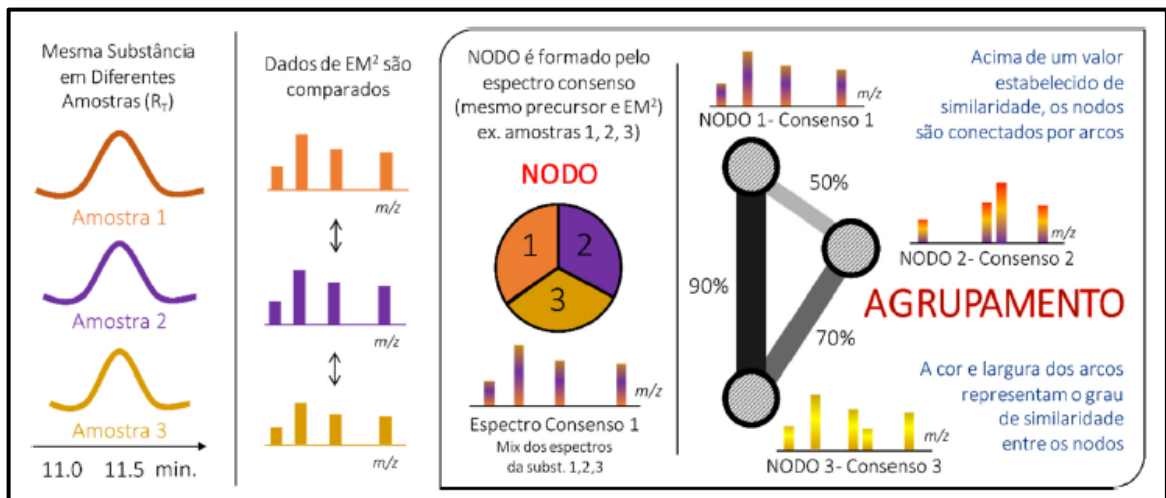 Mesma Substância
em Diferentes
Amostras (RT)
Amostra 1
Amostra 2
Amostra 3
11.0 11.5 min.
Dados de EM² são
comparados
m/z
m/z
m/z
NODO é formado pelo
espectro consenso
(mesmo precursor e EM²)
ex. amostras 1, 2, 3)
NODO
1
2
3
m/z
Espectro Consenso 1
Mix dos espectros
da subst. 1,2,3
m/z
NODO 1- Consenso 1
Acima de um valor
estabelecido de
similaridade, os nodos
são conectados por arcos
50%
m/z
NODO 2- Consenso 2
90%
AGRUPAMENTO
70%
A cor e largura dos arcos
representam o grau
de similaridade
entre os nodos
m/z
NODO 3- Consenso 3